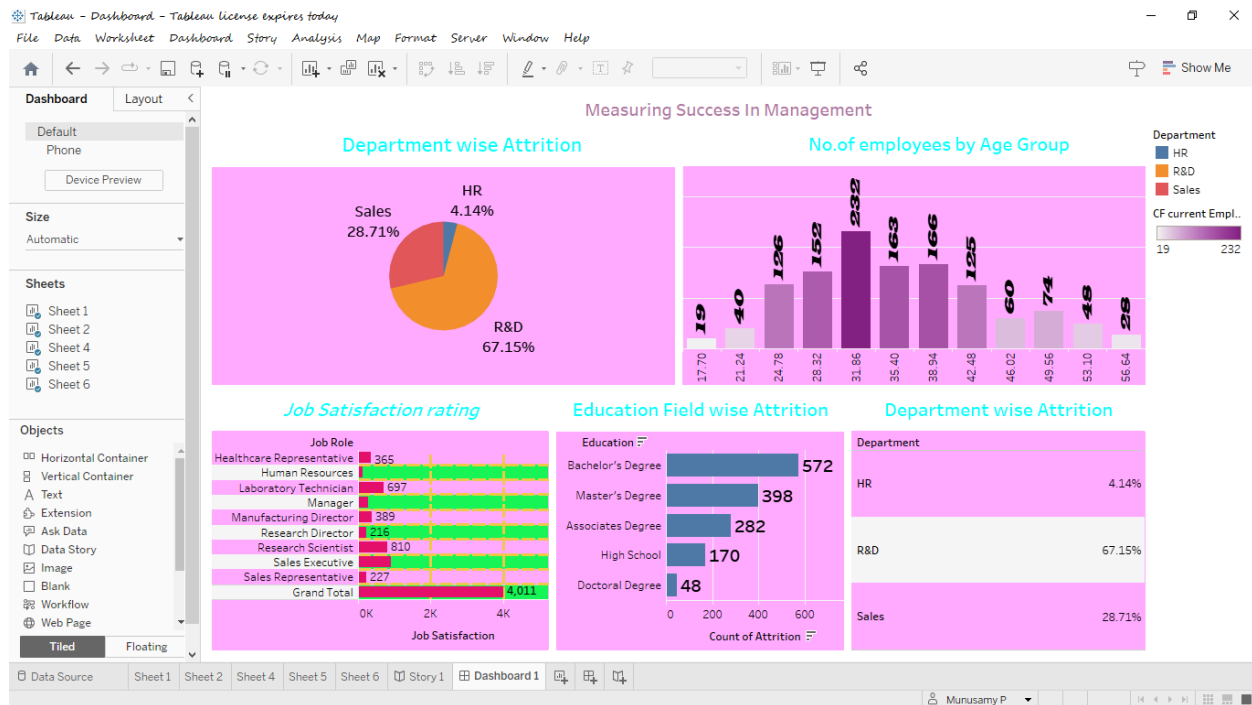 Tableau - Dashboard - Tableau license expires today
File Data Worksheet Dashboard Story Analysis Map Format Server Window Help
Show Me
Dashboard Layout
Default
Phone
Device Preview
Size
Automatic
Sheets
Sheet 1
Sheet 2
Sheet 4
Sheet 5
Sheet 6
Objects
Horizontal Container
Vertical Container
A Text
Extension
Ask Data
Data Story
Image
Blank
Workflow
Web Page
Tiled Floating
Measuring Success In Management
Department wise Attrition
HR
4.14%
Sales
28.71%
R&D
67.15%
No.of employees by Age Group
19 40 126 152 232 163 166 125 60 74 48 28
17.70 21.24 24.78 28.32 31.86 35.40 38.94 42.48 46.02 49.56 53.10 56.64
Department
HR
R&D
Sales
CF current Empl..
19 232
Job Satisfaction rating
Job Role
Healthcare Representative 365
Human Resources
Laboratory Technician 697
Manager
Manufacturing Director 389
Research Director 216
Research Scientist 810
Sales Executive
Sales Representative 227
Grand Total 4,011
0K 2K 4K
Job Satisfaction
Education Field wise Attrition
Education
Bachelor's Degree 572
Master's Degree 398
Associates Degree 282
High School 170
Doctoral Degree 48
0 200 400 600
Count of Attrition
Department wise Attrition
Department
HR 4.14%
R&D 67.15%
Sales 28.71%
Data Source Sheet 1 Sheet 2 Sheet 4 Sheet 5 Sheet 6 Story 1 Dashboard 1
Munusamy P